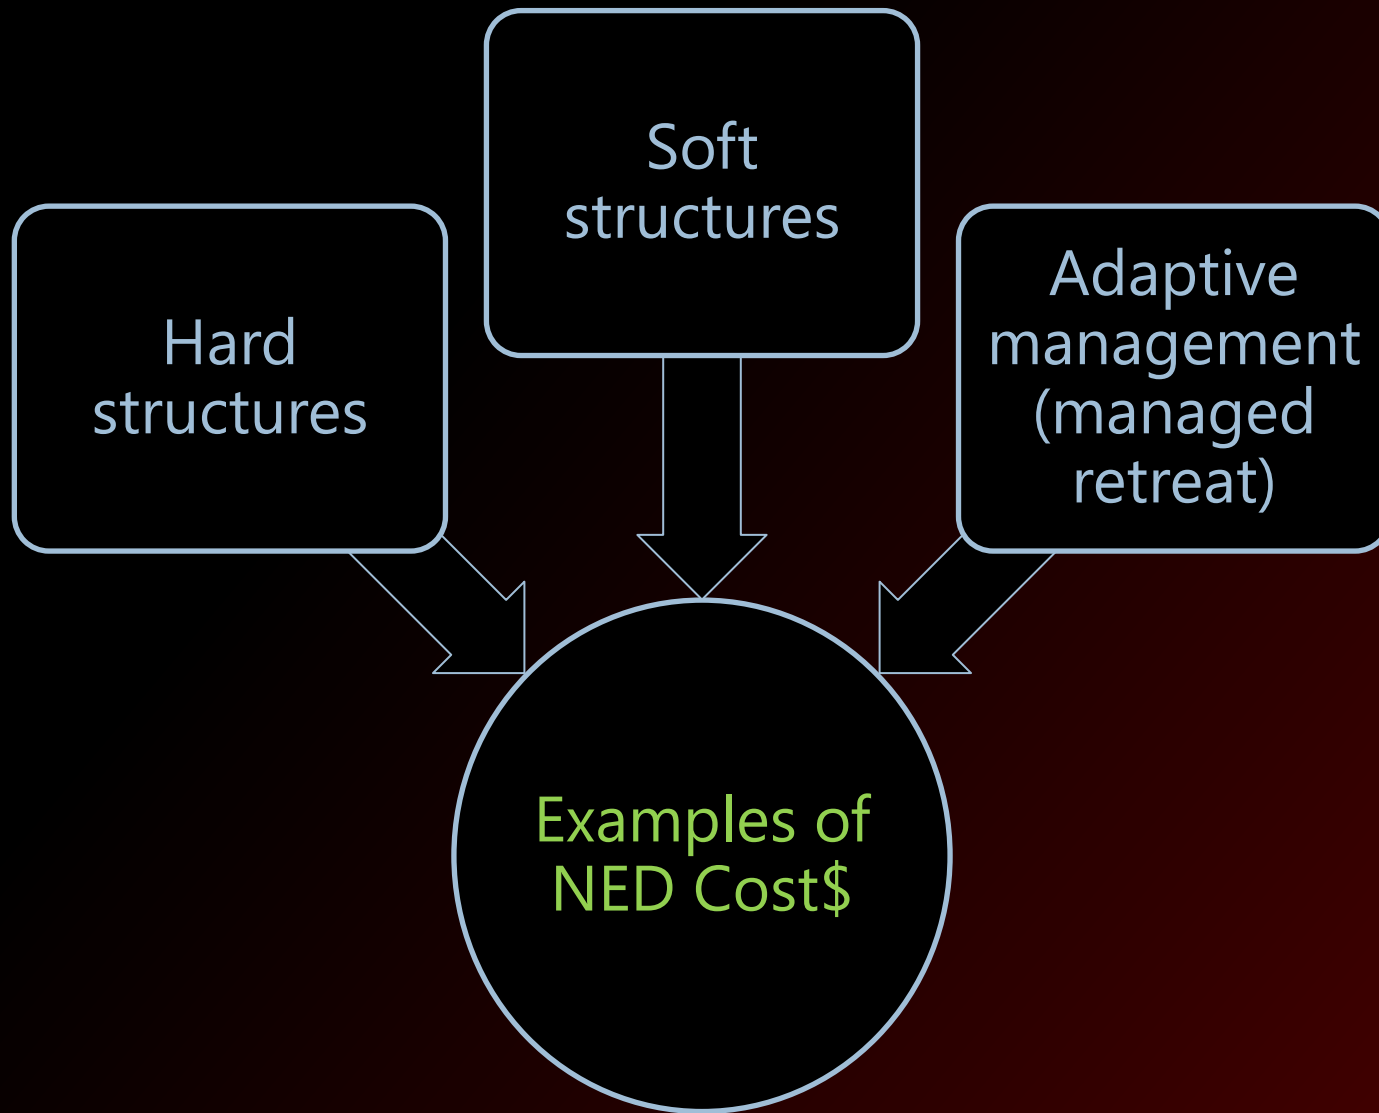 Hard
structures
Soft
structures
Adaptive
management
(managed
retreat)
Examples of
NED Cost$